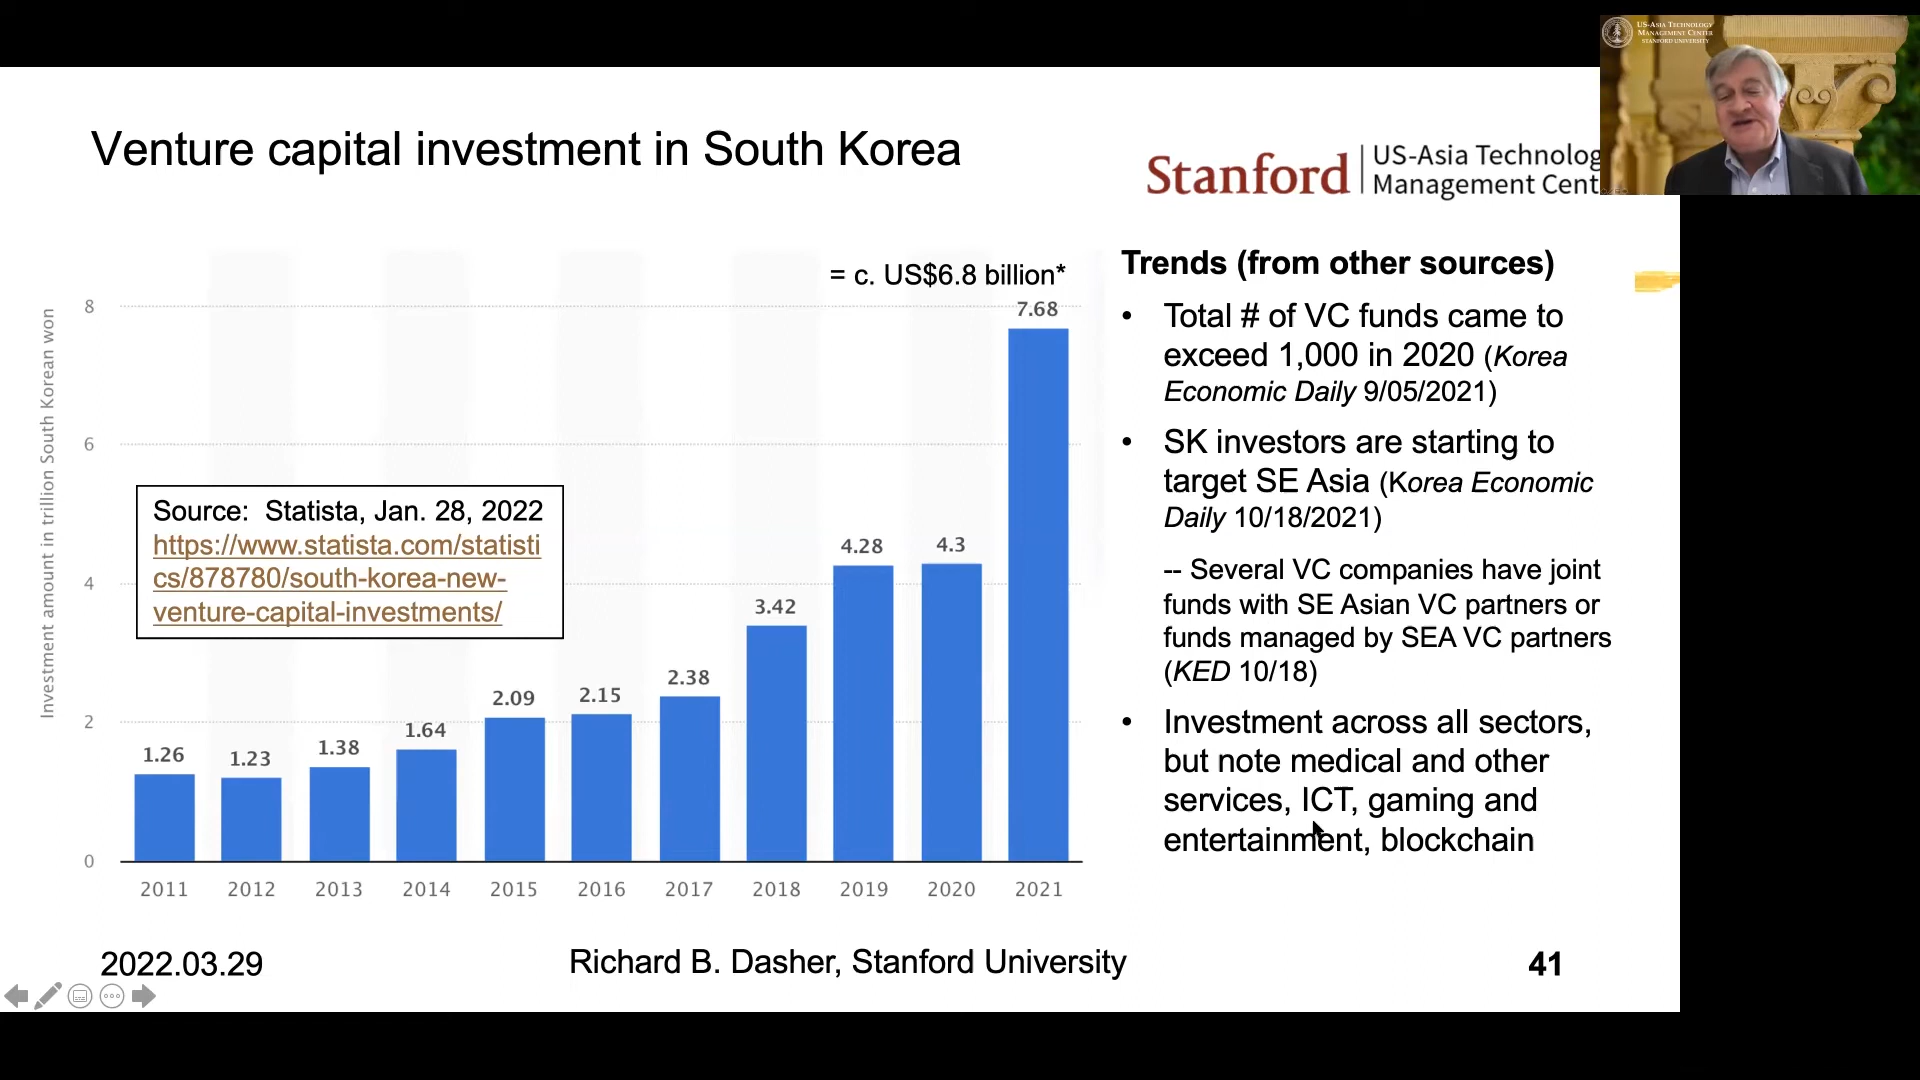 US-Asia Technology
Management Center
Stanford University
Venture capital investment in South Korea
Stanford
US-Asia Technolog
Management Cent
= c. US$6.8 billion*
Investment amount in trillion South Korean won
8
6
4
2
0
1.26
1.23
1.38
1.64
2.09
2.15
2.38
3.42
4.28
4.3
7.68
2011
2012
2013
2014
2015
2016
2017
2018
2019
2020
2021
Source: Statista, Jan. 28, 2022
https://www.statista.com/statisti
cs/878780/south-korea-new-
venture-capital-investments/
Trends (from other sources)
• Total # of VC funds came to
exceed 1,000 in 2020 (Korea
Economic Daily 9/05/2021)
• SK investors are starting to
target SE Asia (Korea Economic
Daily 10/18/2021)
-- Several VC companies have joint
funds with SE Asian VC partners or
funds managed by SEA VC partners
(KED 10/18)
• Investment across all sectors,
but note medical and other
services, ICT, gaming and
entertainment, blockchain
2022.03.29
Richard B. Dasher, Stanford University
41